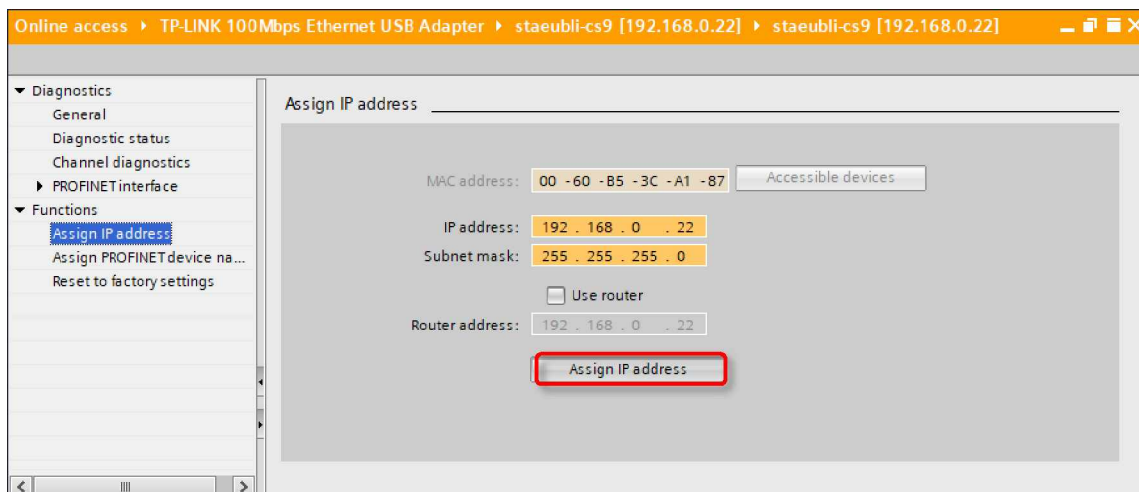 Online access ▸ TP-LINK 100Mbps Ethernet USB Adapter ▸ staeubli-cs9 [192.168.0.22] ▸ staeubli-cs9 [192.168.0.22]
Diagnostics
General
Diagnostic status
Channel diagnostics
PROFINET interface
Functions
Assign IP address
Assign PROFINET device na...
Reset to factory settings
Assign IP address
MAC address: 00 -60 -B5 -3C -A1 -87 Accessible devices
IP address: 192 . 168 . 0 . 22
Subnet mask: 255 . 255 . 255 . 0
Use router
Router address: 192 . 168 . 0 . 22
Assign IP address